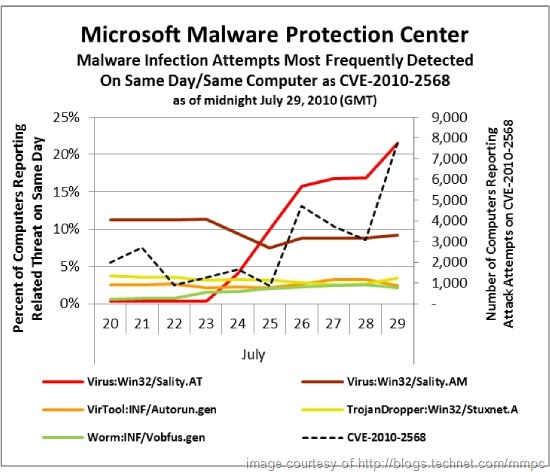 Microsoft Malware Protection Center
Malware Infection Attempts Most Frequently Detected
On Same Day/Same Computer as CVE-2010-2568
as of midnight July 29, 2010 (GMT)
Percent of Computers Reporting
Related Threat on Same Day
25%
20%
15%
10%
5%
0%
9,000
8,000
7,000
6,000
5,000
4,000
3,000
2,000
1,000
-
Number of Computers Reporting
Attack Attempts on CVE-2010-2568
20 21 22 23 24 25 26 27 28 29
July
Virus:Win32/Sality.AT Virus:Win32/Sality.AM
VirTool:INF/Autorun.gen TrojanDropper:Win32/Stuxnet.A
Worm:INF/Vobfus.gen CVE-2010-2568
image courtesy of http://blogs.technet.com/mmpc